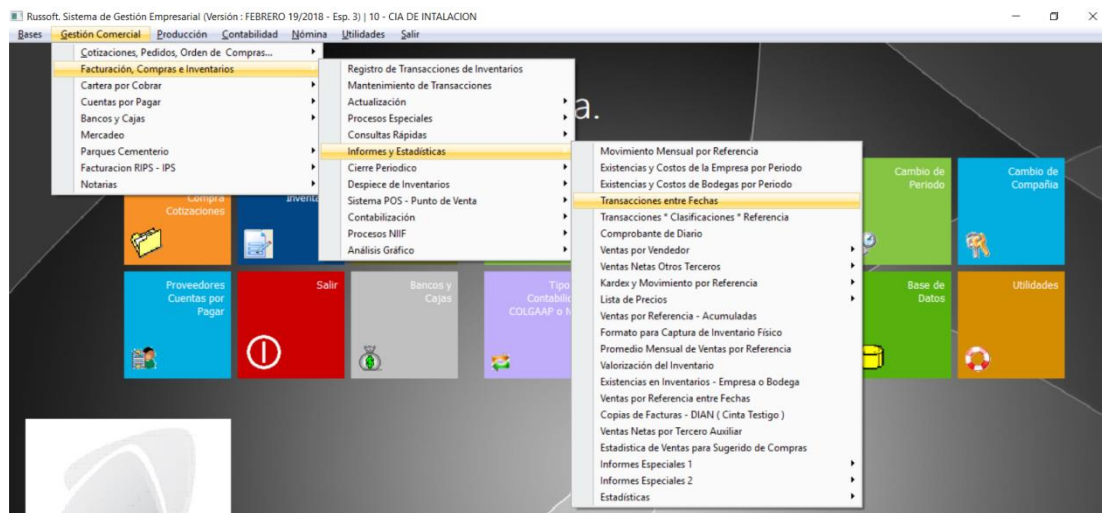 Russoft. Sistema de Gestión Empresarial (Versión : FEBRERO 19/2018 - Esp. 3) | 10 - CIA DE INTALACION
Bases Gestión Comercial Producción Contabilidad Nómina Utilidades Salir
Cotizaciones, Pedidos, Orden de Compras...
Facturación, Compras e Inventarios
Cartera por Cobrar
Cuentas por Pagar
Bancos y Cajas
Mercadeo
Parques Cementerio
Facturacion RIPS - IPS
Notarias
Registro de Transacciones de Inventarios
Mantenimiento de Transacciones
Actualización
Procesos Especiales
Consultas Rápidas
Informes y Estadísticas
Cierre Periodico
Despiece de Inventarios
Sistema POS - Punto de Venta
Contabilización
Procesos NIIF
Análisis Gráfico
a.
Movimiento Mensual por Referencia
Existencias y Costos de la Empresa por Periodo
Existencias y Costos de Bodegas por Periodo
Transacciones entre Fechas
Transacciones * Clasificaciones * Referencia
Comprobante de Diario
Ventas por Vendedor
Ventas Netas Otros Terceros
Kardex y Movimiento por Referencia
Lista de Precios
Ventas por Referencia - Acumuladas
Formato para Captura de Inventario Físico
Promedio Mensual de Ventas por Referencia
Valorización del Inventario
Existencias en Inventarios - Empresa o Bodega
Ventas por Referencia entre Fechas
Copias de Facturas - DIAN ( Cinta Testigo )
Ventas Netas por Tercero Auxiliar
Estadistica de Ventas para Sugerido de Compras
Informes Especiales 1
Informes Especiales 2
Estadísticas
Compra
Cotizaciones
Inventa
Cambio de
Periodo
Cambio de
Compañia
Proveedores
Cuentas por
Pagar
Salir
Bancos y
Cajas
Tipo
Contabilic
COLGAAP o N
Base de
Datos
Utilidades